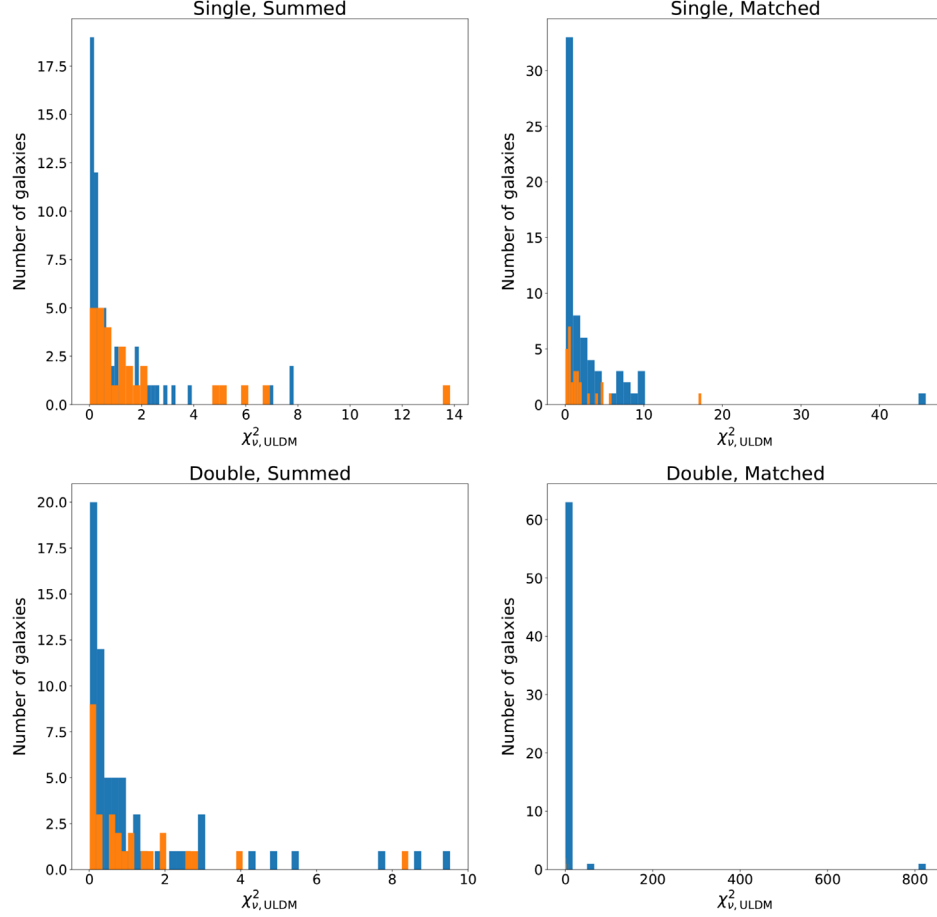 Single, Summed
17.5
15.0
12.5
10.0
7.5
5.0
2.5
0.0
Number of galaxies
0 2 4 6 8 10 12 14
χ²ν, ULDM
Single, Matched
30
25
20
15
10
5
0
Number of galaxies
0 10 20 30 40
χ²ν, ULDM
Double, Summed
20.0
17.5
15.0
12.5
10.0
7.5
5.0
2.5
0.0
Number of galaxies
0 2 4 6 8 10
χ²ν, ULDM
Double, Matched
60
50
40
30
20
10
0
Number of galaxies
0 200 400 600 800
χ²ν, ULDM